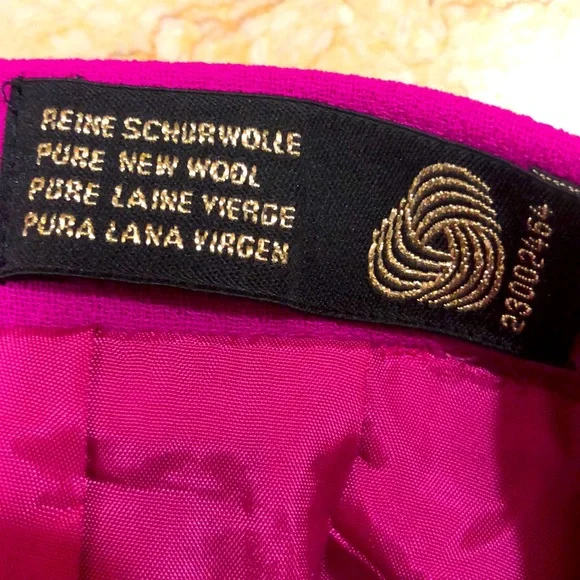 REINE SCHURWOLLE
PURE NEW WOOL
PURE LAINE VIERGE
PURA LANA VIRGEN
23002464